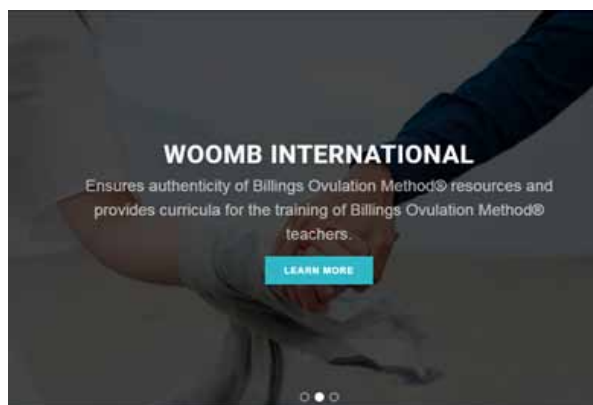 WOOMB INTERNATIONAL
Ensures authenticity of Billings Ovulation Method® resources and
provides curricula for the training of Billings Ovulation Method®
teachers.
LEARN MORE